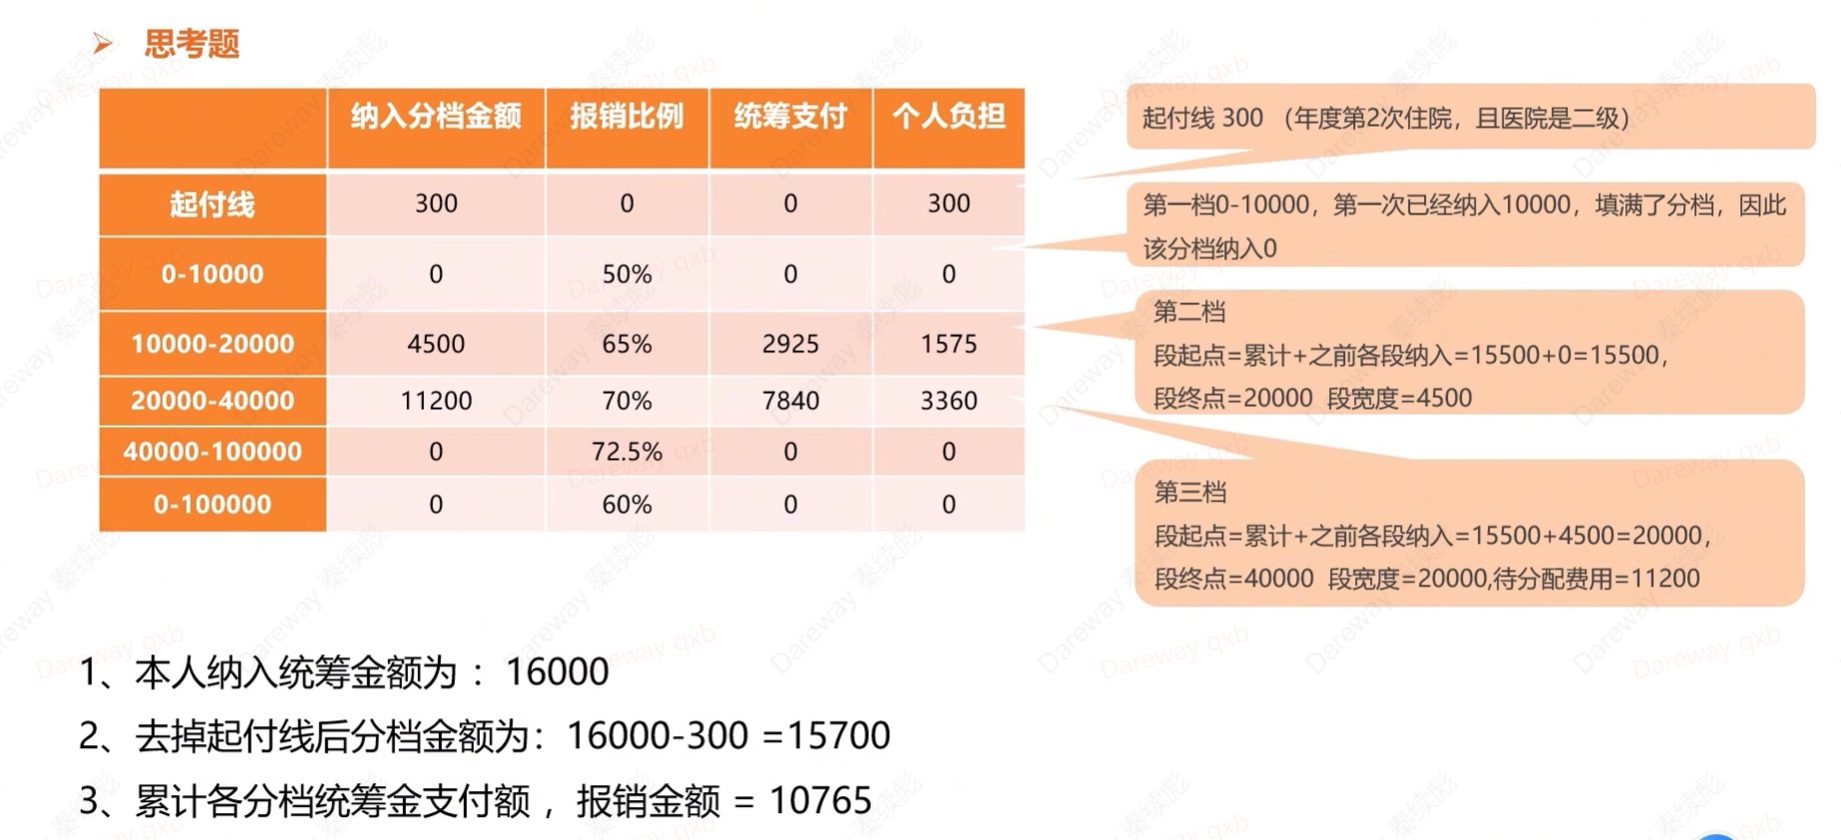 思考题
纳入分档金额 报销比例 统筹支付 个人负担
起付线 300 0 0 300
0-10000 0 50% 0 0
10000-20000 4500 65% 2925 1575
20000-40000 11200 70% 7840 3360
40000-100000 0 72.5% 0 0
0-100000 0 60% 0 0
起付线 300 （年度第2次住院，且医院是二级）
第一档0-10000，第一次已经纳入10000，填满了分档，因此
该分档纳入0
第二档
段起点=累计+之前各段纳入=15500+0=15500，
段终点=20000 段宽度=4500
第三档
段起点=累计+之前各段纳入=15500+4500=20000，
段终点=40000 段宽度=20000,待分配费用=11200
1、本人纳入统筹金额为 ：16000
2、去掉起付线后分档金额为：16000-300 =15700
3、累计各分档统筹金支付额 ，报销金额 = 10765
Dareway 秦续彪
Dareway qxb